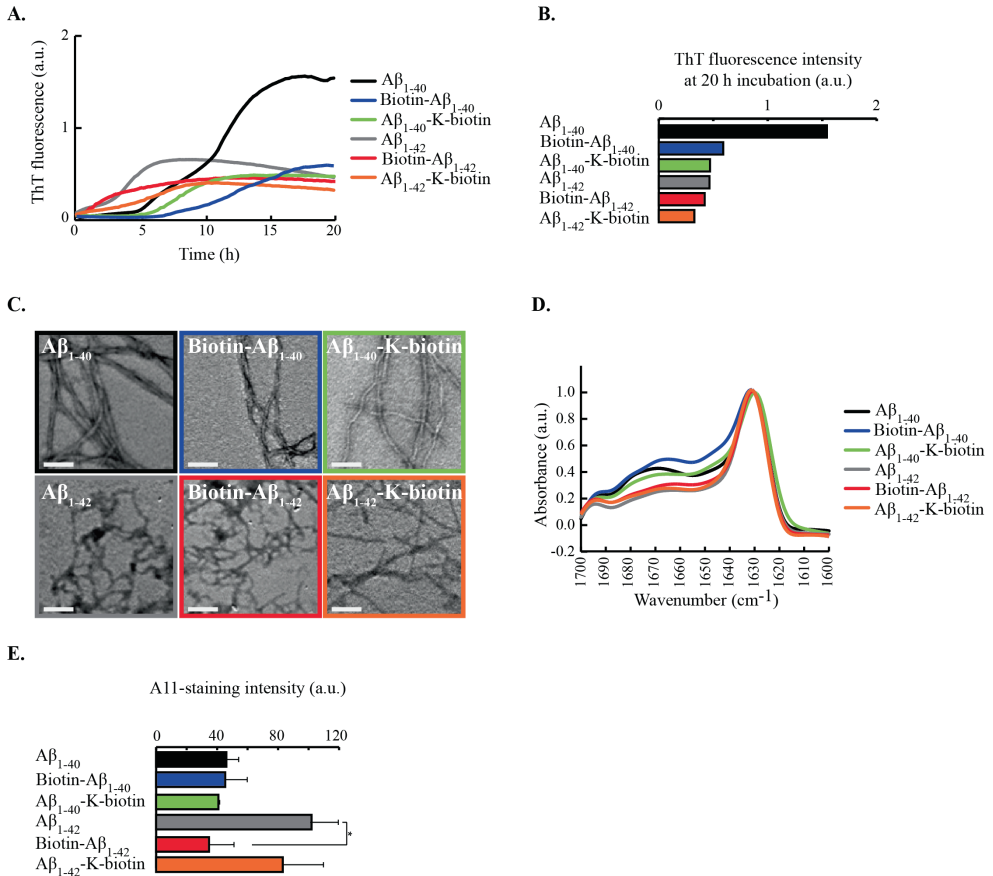 A.
2
1
0
ThT fluorescence (a.u.)
0
5
10
15
20
Time (h)
Aβ1-40
Biotin-Aβ1-40
Aβ1-40-K-biotin
Aβ1-42
Biotin-Aβ1-42
Aβ1-42-K-biotin
B.
ThT fluorescence intensity
at 20 h incubation (a.u.)
0
1
2
Aβ1-40
Biotin-Aβ1-40
Aβ1-40-K-biotin
Aβ1-42
Biotin-Aβ1-42
Aβ1-42-K-biotin
C.
Aβ1-40
Biotin-Aβ1-40
Aβ1-40-K-biotin
Aβ1-42
Biotin-Aβ1-42
Aβ1-42-K-biotin
D.
Absorbance (a.u.)
1.0
0.8
0.6
0.4
0.2
0.0
-0.2
1700
1690
1680
1670
1660
1650
1640
1630
1620
1610
1600
Wavenumber (cm-1)
Aβ1-40
Biotin-Aβ1-40
Aβ1-40-K-biotin
Aβ1-42
Biotin-Aβ1-42
Aβ1-42-K-biotin
E.
A11-staining intensity (a.u.)
0
40
80
120
Aβ1-40
Biotin-Aβ1-40
Aβ1-40-K-biotin
Aβ1-42
Biotin-Aβ1-42
Aβ1-42-K-biotin
*